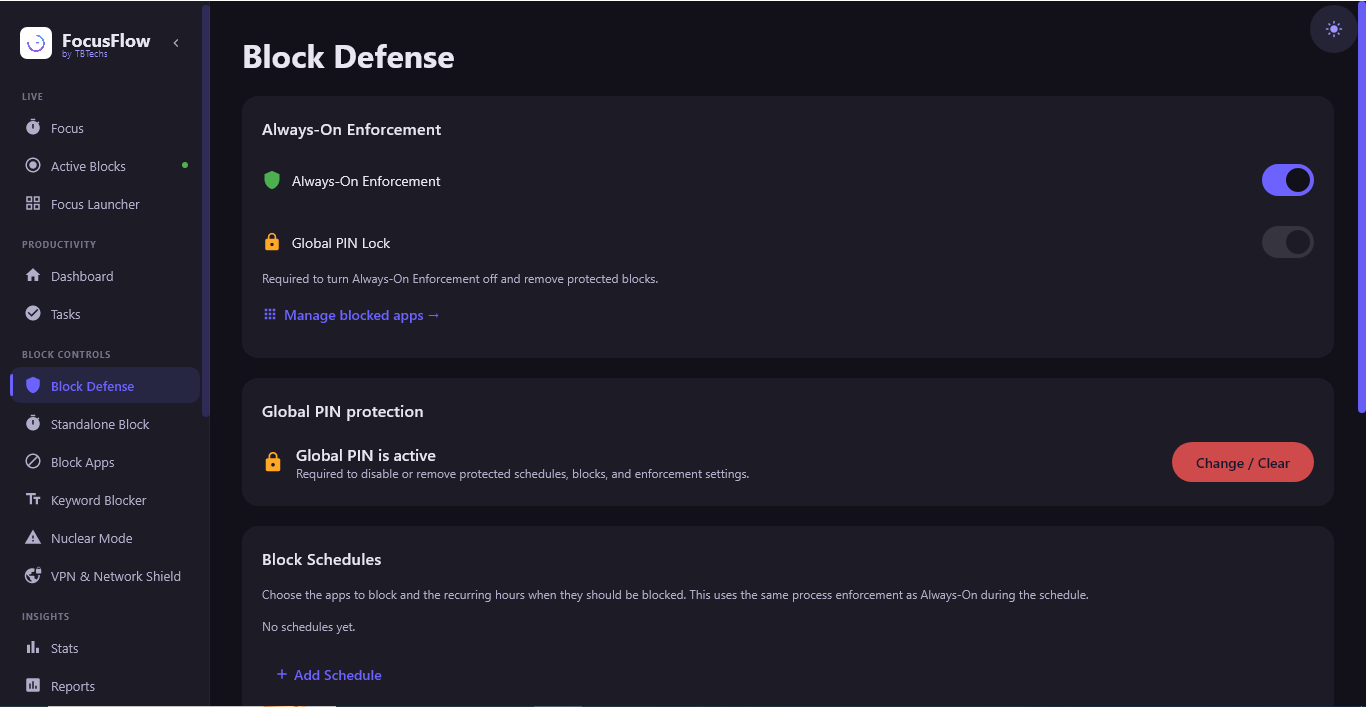 FocusFlow
by TBTechs
LIVE
Focus
Active Blocks
Focus Launcher
PRODUCTIVITY
Dashboard
Tasks
BLOCK CONTROLS
Block Defense
Standalone Block
Block Apps
Keyword Blocker
Nuclear Mode
VPN & Network Shield
INSIGHTS
Stats
Reports
Block Defense
Always-On Enforcement
Always-On Enforcement
Global PIN Lock
Required to turn Always-On Enforcement off and remove protected blocks.
Manage blocked apps →
Global PIN protection
Global PIN is active
Required to disable or remove protected schedules, blocks, and enforcement settings.
Change / Clear
Block Schedules
Choose the apps to block and the recurring hours when they should be blocked. This uses the same process enforcement as Always-On during the schedule.
No schedules yet.
+ Add Schedule